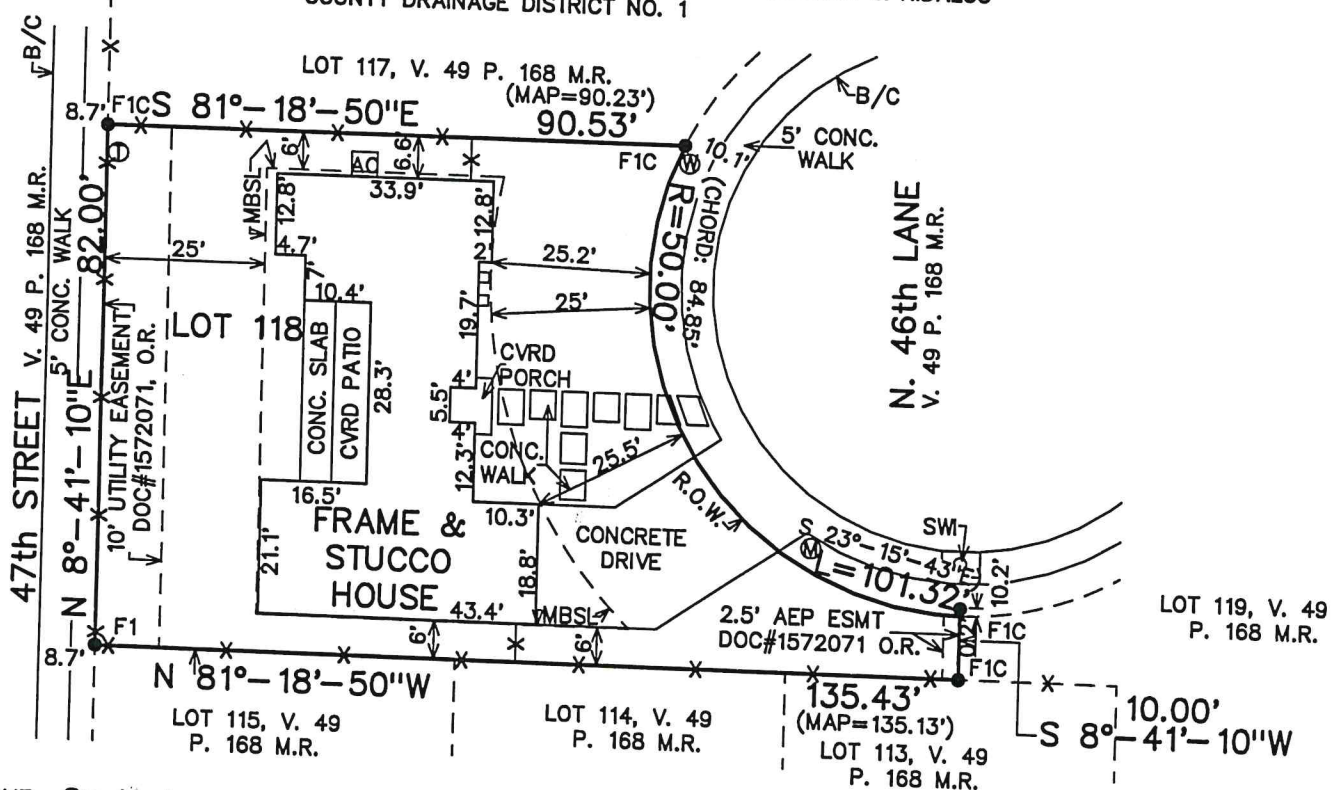 COUNTY DRAINAGE DISTRICT NO. 1
LOT 117, V. 49 P. 168 M.R.
(MAP=90.23')
S 81°-18'-50"E
90.53'
F1C
8.7'
B/C
F1C
B/C
5' CONC.
WALK
10.1'
(CHORD: 84.85')
R=50.00'
N. 46th LANE
V. 49 P. 168 M.R.
47th STREET
V. 49 P. 168 M.R.
5' CONC. WALK
N 8°-41'-10"E
82.00'
10' UTILITY EASEMENT
DOC#1572071, O.R.
25'
MBSL
6'
AC
6.6'
33.9'
12.8'
12.8'
4.7'
7'
10.4'
2'
25.2'
25'
19.7'
LOT 118
CONC. SLAB
CVRD PATIO
28.3'
CVRD
PORCH
4'
5.5'
4'
CONC.
WALK
12.3'
25.5'
16.5'
10.3'
R.O.W.
FRAME &
STUCCO
HOUSE
21.1'
43.4'
18.8'
CONCRETE
DRIVE
MBSL
S 23°-15'-43"E
L=101.32'
SWI
10.2'
M
W
2.5' AEP ESMT
DOC#1572071 O.R.
F1C
F1C
LOT 119, V. 49
P. 168 M.R.
F1
8.7'
6'
6'
N 81°-18'-50"W
135.43'
(MAP=135.13')
10.00'
S 8°-41'-10"W
LOT 115, V. 49
P. 168 M.R.
LOT 114, V. 49
P. 168 M.R.
LOT 113, V. 49
P. 168 M.R.